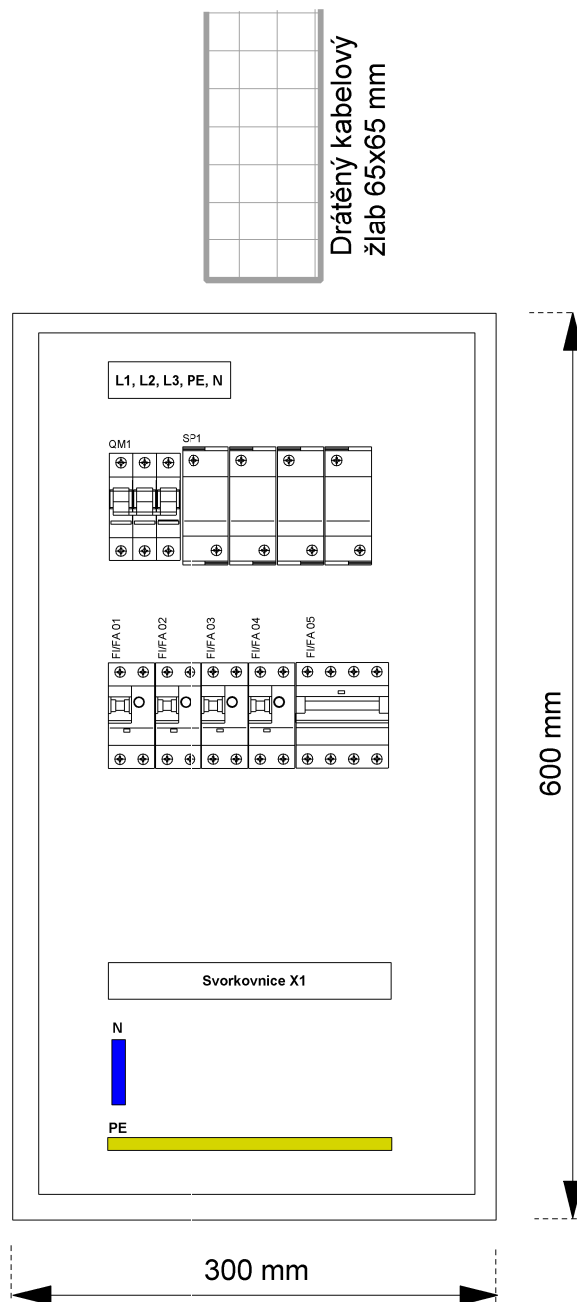 Drátěný kabelový
žlab 65x65 mm
L1, L2, L3, PE, N
QM1
SP1
FI/FA 01
FI/FA 02
FI/FA 03
FI/FA 04
FI/FA 05
600 mm
Svorkovnice X1
N
PE
300 mm